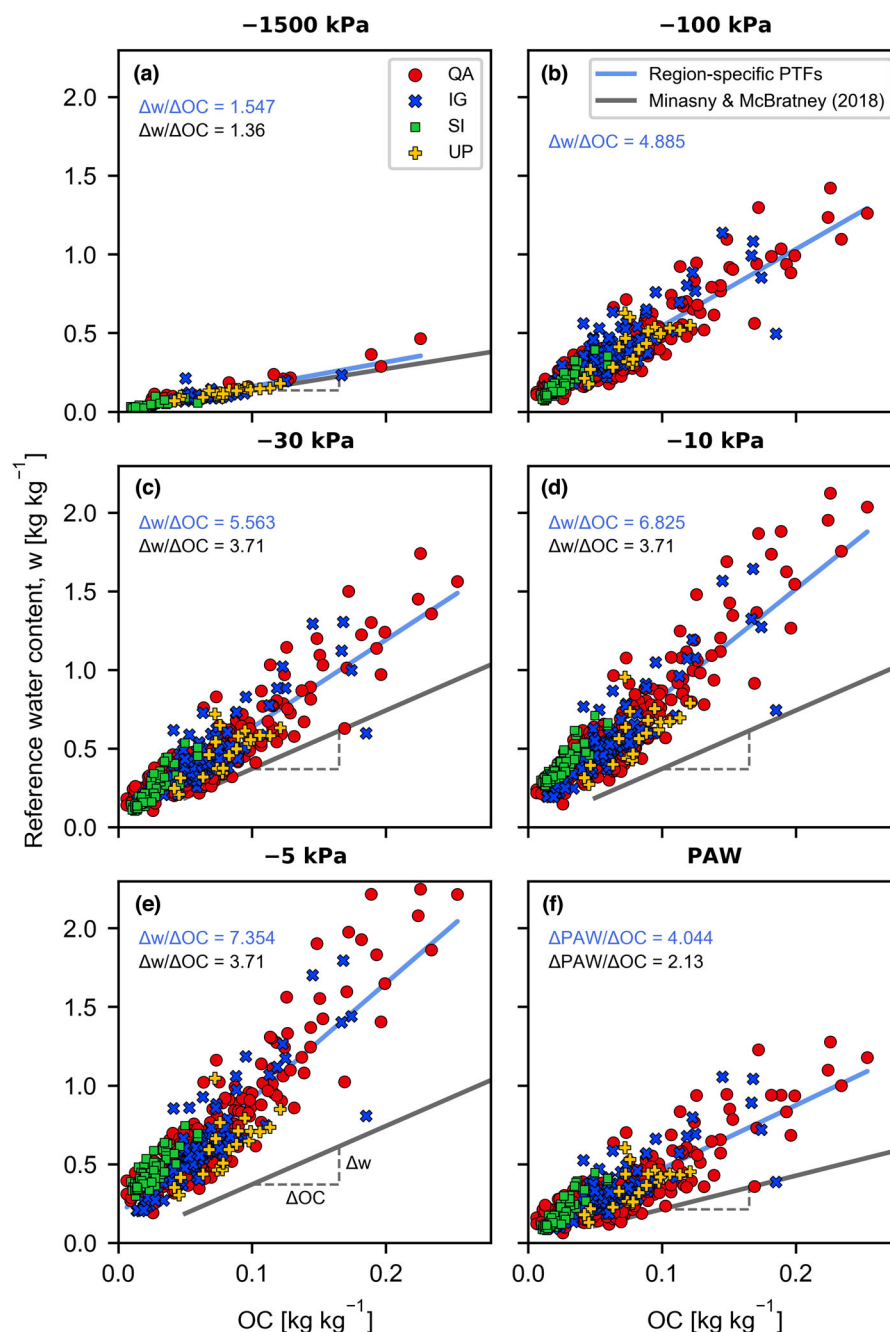 −1500 kPa
−100 kPa
(a)
Δw/ΔOC = 1.547
Δw/ΔOC = 1.36
QA
IG
SI
UP
(b)
Region-specific PTFs
Minasny & McBratney (2018)
Δw/ΔOC = 4.885
2.0
1.5
1.0
0.5
0.0
−30 kPa
−10 kPa
(c)
Δw/ΔOC = 5.563
Δw/ΔOC = 3.71
(d)
Δw/ΔOC = 6.825
Δw/ΔOC = 3.71
2.0
1.5
1.0
0.5
0.0
Reference water content, w [kg kg⁻¹]
−5 kPa
PAW
(e)
Δw/ΔOC = 7.354
Δw/ΔOC = 3.71
Δw
ΔOC
(f)
ΔPAW/ΔOC = 4.044
ΔPAW/ΔOC = 2.13
2.0
1.5
1.0
0.5
0.0
0.0
0.1
0.2
0.0
0.1
0.2
OC [kg kg⁻¹]
OC [kg kg⁻¹]